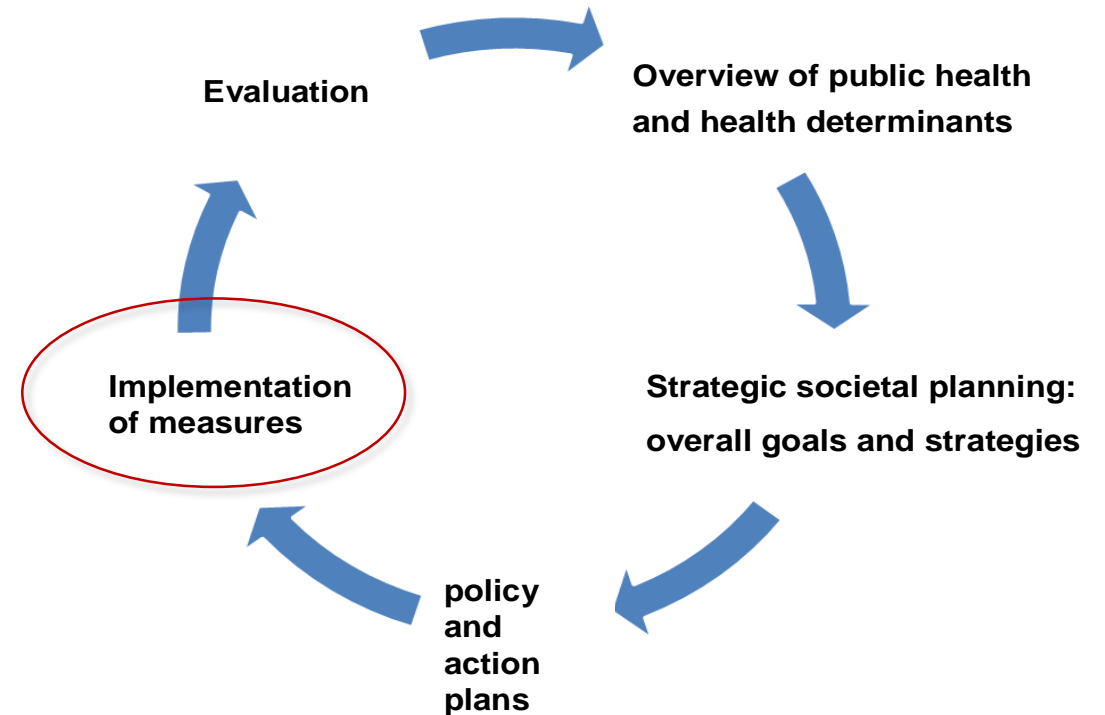 Evaluation
Overview of public health
and health determinants
Strategic societal planning:
overall goals and strategies
policy
and
action
plans
Implementation
of measures